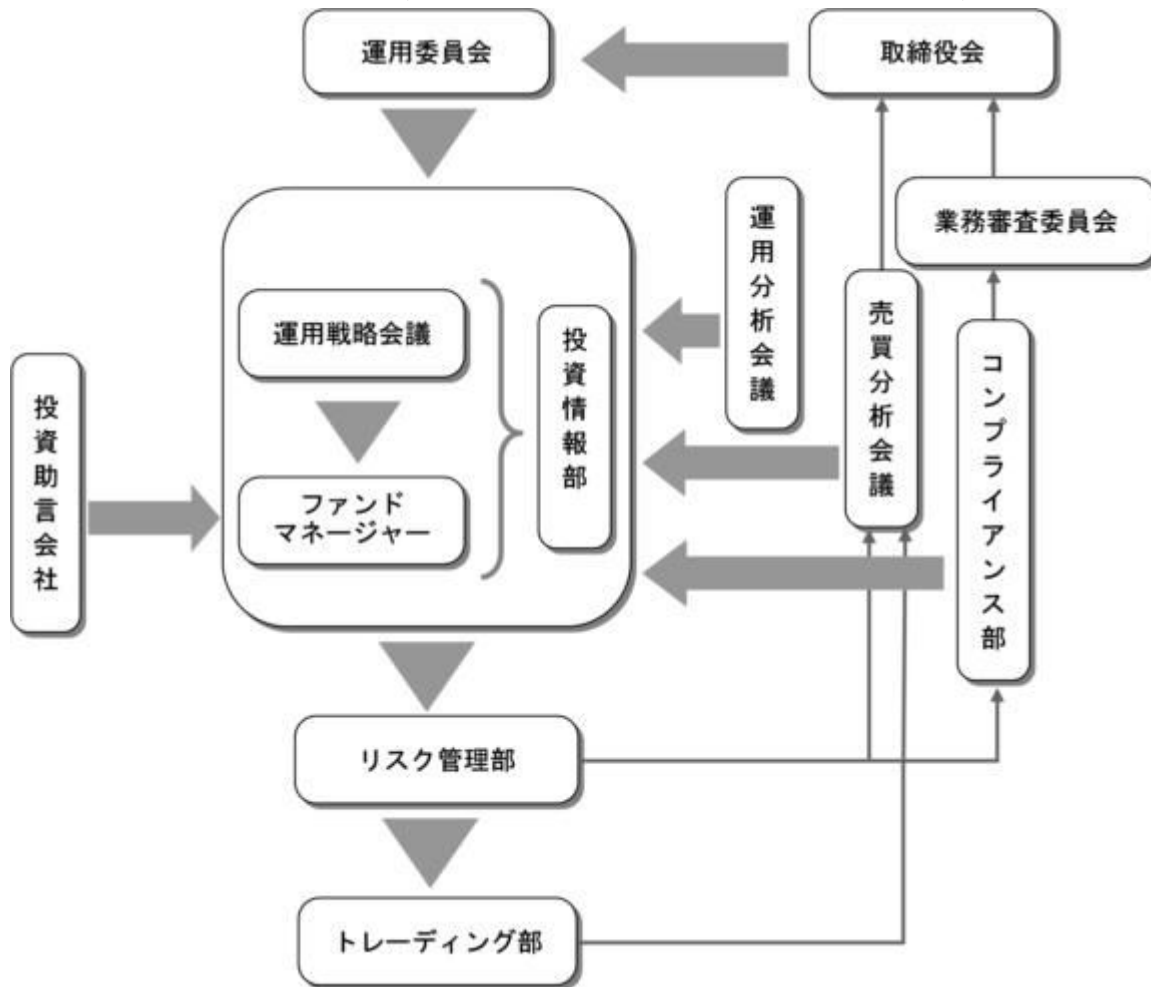 運用委員会
取締役会
業務審査委員会
運用分析会議
売買分析会議
コンプライアンス部
運用戦略会議
投資情報部
ファンド
マネージャー
投資助言会社
リスク管理部
トレーディング部